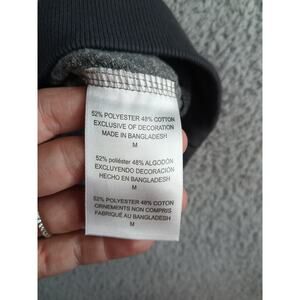 52% POLYESTER 48% COTTON
EXCLUSIVE OF DECORATION
MADE IN BANGLADESH
M
52% poliéster 48% ALGODÓN
EXCLUYENDO DECORACIÓN
HECHO EN BANGLADESH
M
52% POLYESTER 48% COTON
ORNEMENTS NON COMPRIS
FABRIQUÉ AU BANGLADESH
M